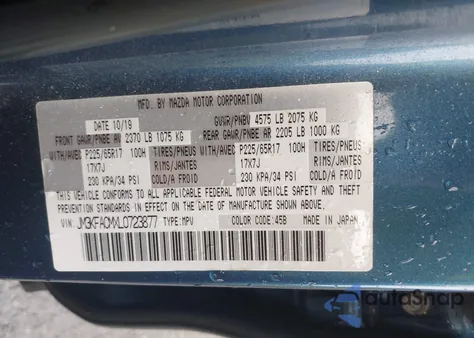 MFD. BY MAZDA MOTOR CORPORATION
DATE 10/19 GVWR/PNBV 4575 LB 2075 KG
FRONT GAWR/PNBE AV 2370 LB 1075 KG REAR GAWR/PNBE AR 2205 LB 1000 KG
WITH/AVEC P225/65R17 100H TIRES/PNEUS WITH/AVEC P225/65R17 100H TIRES/PNEUS
17X7J RIMS/JANTES 17X7J RIMS/JANTES
230 KPA/34 PSI COLD/A FROID 230 KPA/34 PSI COLD/A FROID
THIS VEHICLE CONFORMS TO ALL APPLICABLE FEDERAL MOTOR VEHICLE SAFETY AND BUMPER
STANDARDS IN EFFECT ON THE DATE OF MANUFACTURE SHOWN ABOVE.
VIN: TYPE:MPV COLOR CODE:45B MADE IN JAPAN
AutoSnap